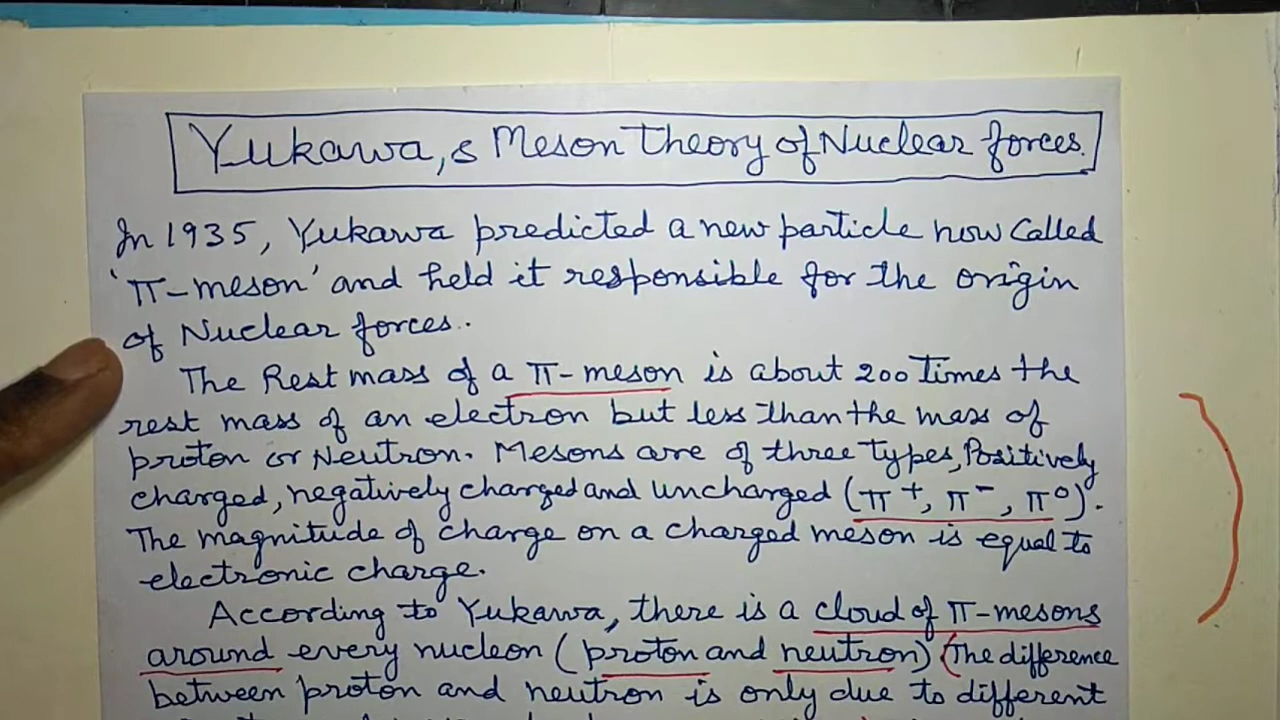 Yukawa,s Meson Theory of Nuclear forces.
In 1935, Yukawa predicted a new particle now Called
'π-meson' and held it responsible for the origin
of Nuclear forces..
The Rest mass of a π-meson is about 200 Times the
rest mass of an electron but less than the mass of
proton or Neutron. Mesons are of three types, Positively
charged, negatively charged and uncharged (π+, π-, π0).
The magnitude of charge on a charged meson is equal to
electronic charge.
According to Yukawa, there is a cloud of π-mesons
around every nucleon (proton and neutron) (The difference
between proton and neutron is only due to different